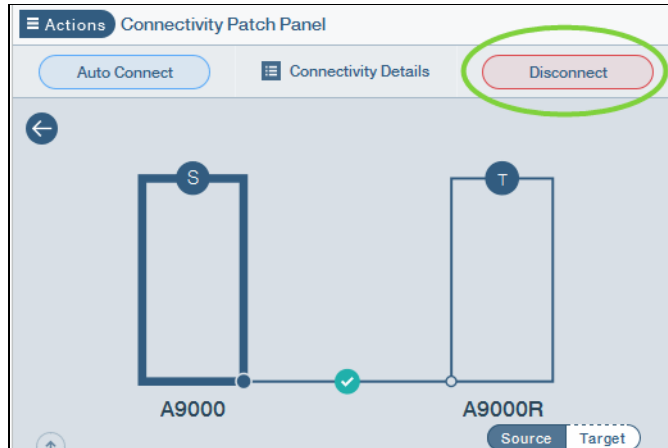 Actions Connectivity Patch Panel
Auto Connect Connectivity Details Disconnect
S T
A9000 A9000R
Source Target